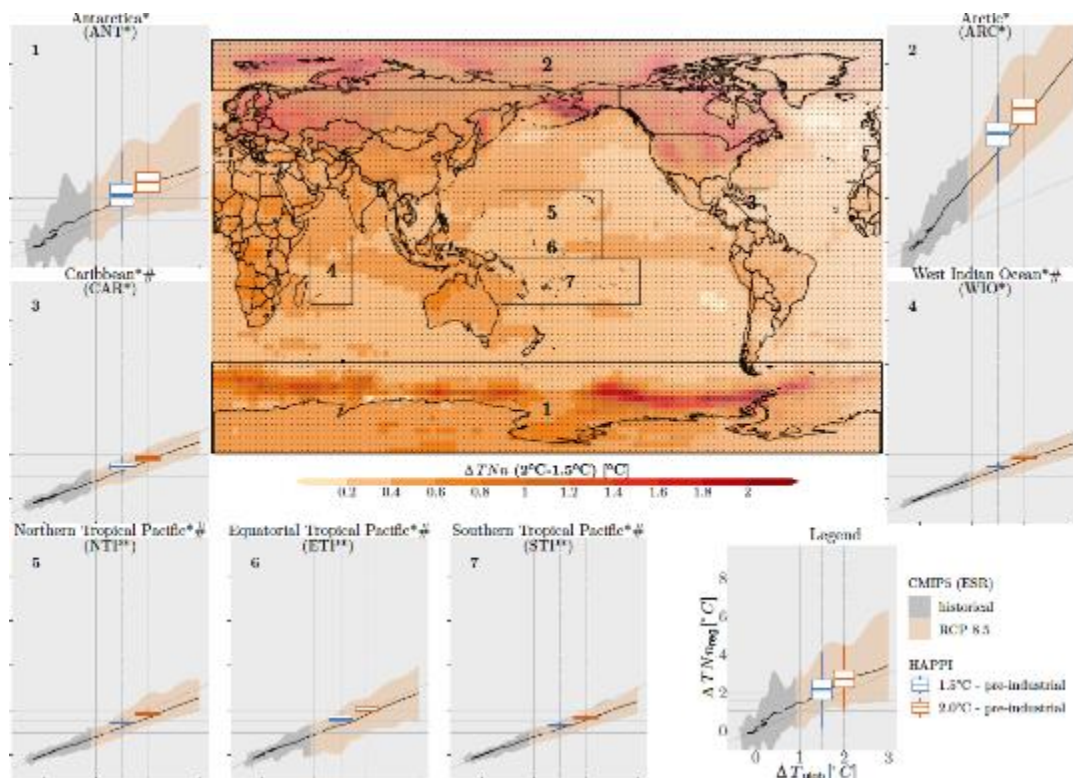 Antarctica*
(ANT*)
1
Arctic*
(ARC*)
2
2
5
3
6
4
7
1
Caribbean*#
(CAR*)
3
West Indian Ocean*#
(WIO*)
4
ΔTNn (2°C-1.5°C) [°C]
0.2 0.4 0.6 0.8 1 1.2 1.4 1.6 1.8 2
Northern Tropical Pacific*#
5
Equatorial Tropical Pacific*#
6
Southern Tropical Pacific*#
7
Legend
ΔTNn reg [°C]
8
6
4
2
0
0 1 2 3
ΔT glob [°C]
CMIP5 (ESR)
historical
RCP 8.5
HAPPI
1.5°C - pre-industrial
2.0°C - pre-industrial